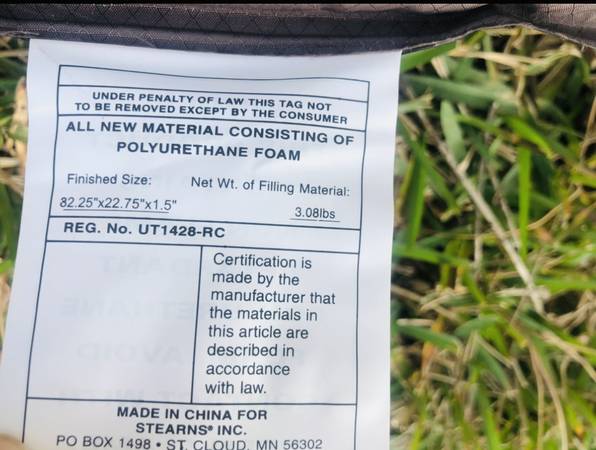 UNDER PENALTY OF LAW THIS TAG NOT
TO BE REMOVED EXCEPT BY THE CONSUMER
ALL NEW MATERIAL CONSISTING OF
POLYURETHANE FOAM
Finished Size: Net Wt. of Filling Material:
82.25"x22.75"x1.5" 3.08lbs
REG. No. UT1428-RC
Certification is
made by the
manufacturer that
the materials in
this article are
described in
accordance
with law.
MADE IN CHINA FOR
STEARNS® INC.
PO BOX 1498 • ST. CLOUD, MN 56302